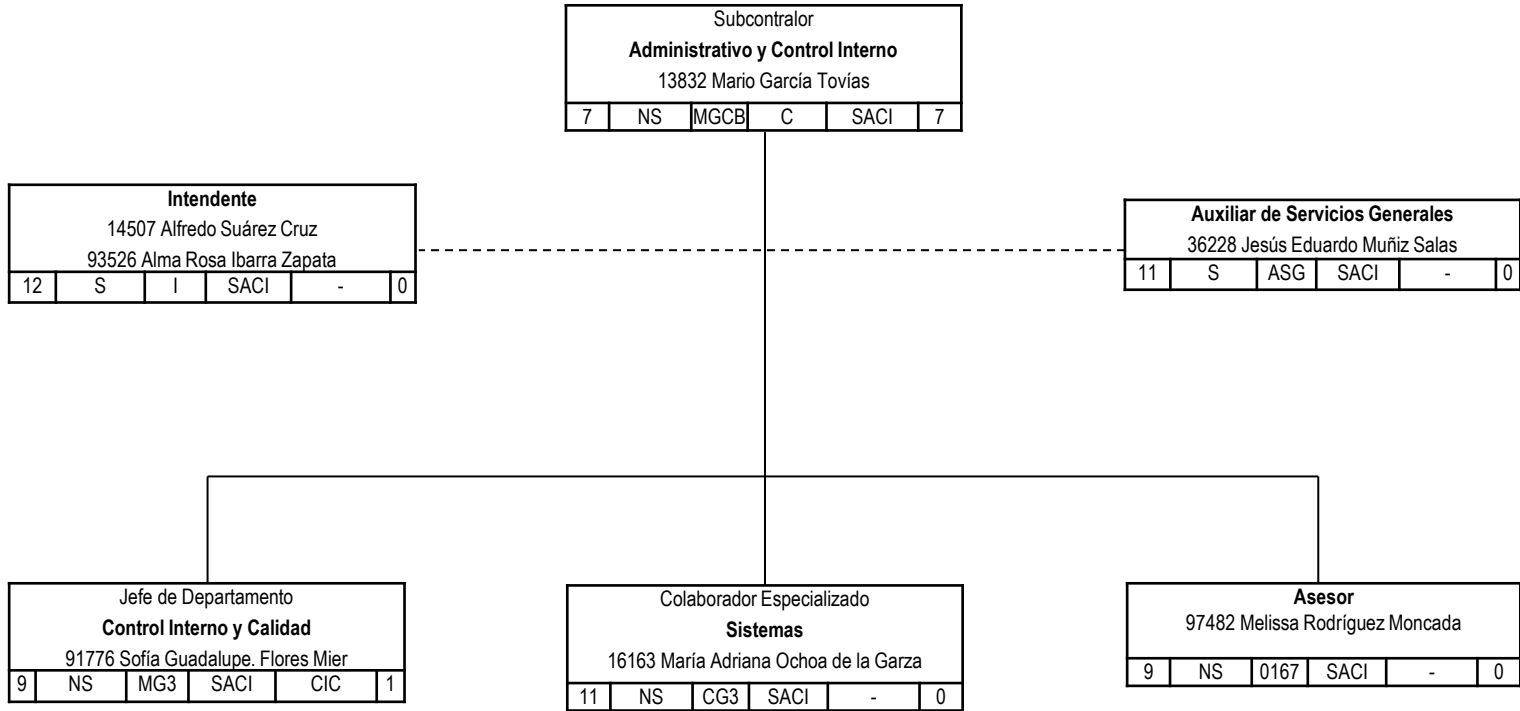 Subcontralor
Administrativo y Control Interno
13832 Mario García Tovías
7 NS MGCB C SACI 7
Intendente
14507 Alfredo Suárez Cruz
93526 Alma Rosa Ibarra Zapata
12 S I SACI - 0
Auxiliar de Servicios Generales
36228 Jesús Eduardo Muñiz Salas
11 S ASG SACI - 0
Jefe de Departamento
Control Interno y Calidad
91776 Sofía Guadalupe. Flores Mier
9 NS MG3 SACI CIC 1
Colaborador Especializado
Sistemas
16163 María Adriana Ochoa de la Garza
11 NS CG3 SACI - 0
Asesor
97482 Melissa Rodríguez Moncada
9 NS 0167 SACI - 0